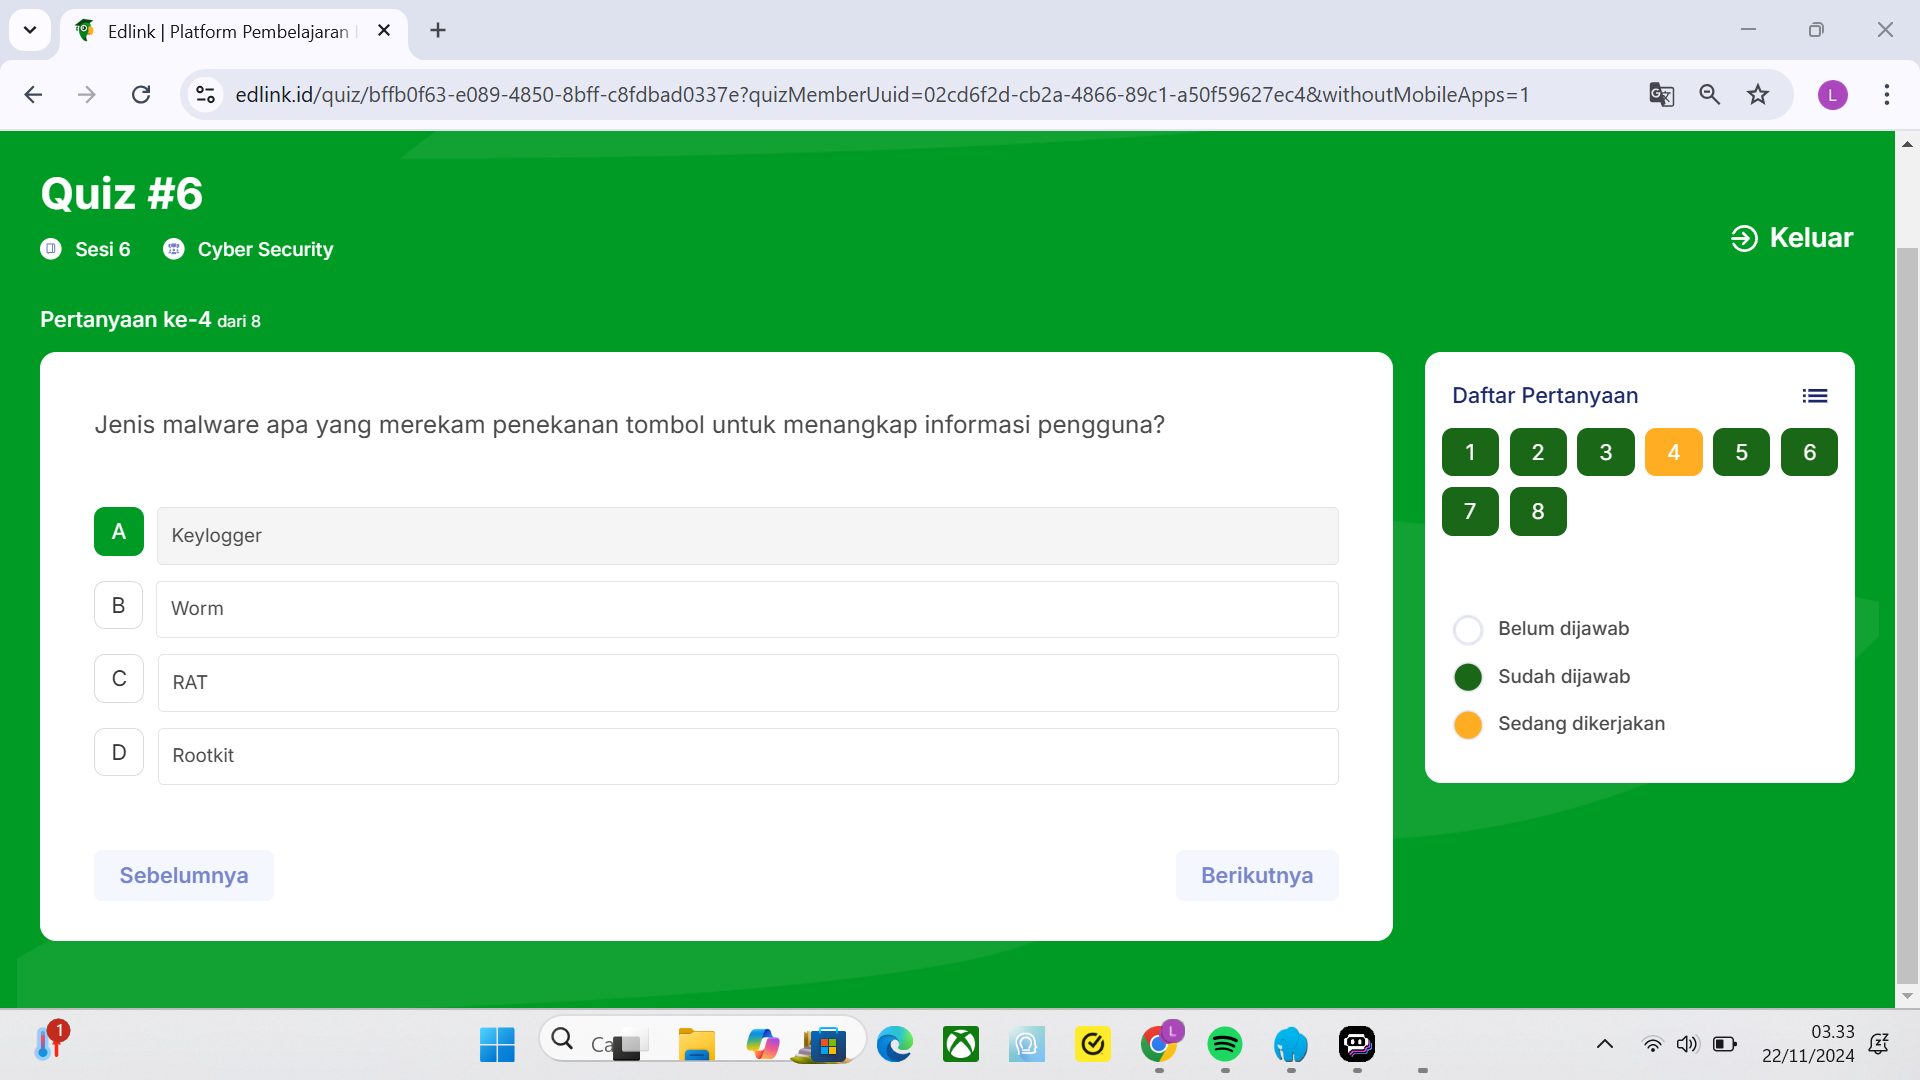 Edlink | Platform Pembelajaran
edlink.id/quiz/bffb0f63-e089-4850-8bff-c8fdbad0337e?quizMemberUuid=02cd6f2d-cb2a-4866-89c1-a50f59627ec4&withoutMobileApps=1
L
Quiz #6
Sesi 6
Cyber Security
Keluar
Pertanyaan ke-4 dari 8
Jenis malware apa yang merekam penekanan tombol untuk menangkap informasi pengguna?
A
Keylogger
B
Worm
C
RAT
D
Rootkit
Sebelumnya
Berikutnya
Daftar Pertanyaan
1 2 3 4 5 6
7 8
Belum dijawab
Sudah dijawab
Sedang dikerjakan
1
Ca
L
03.33
22/11/2024